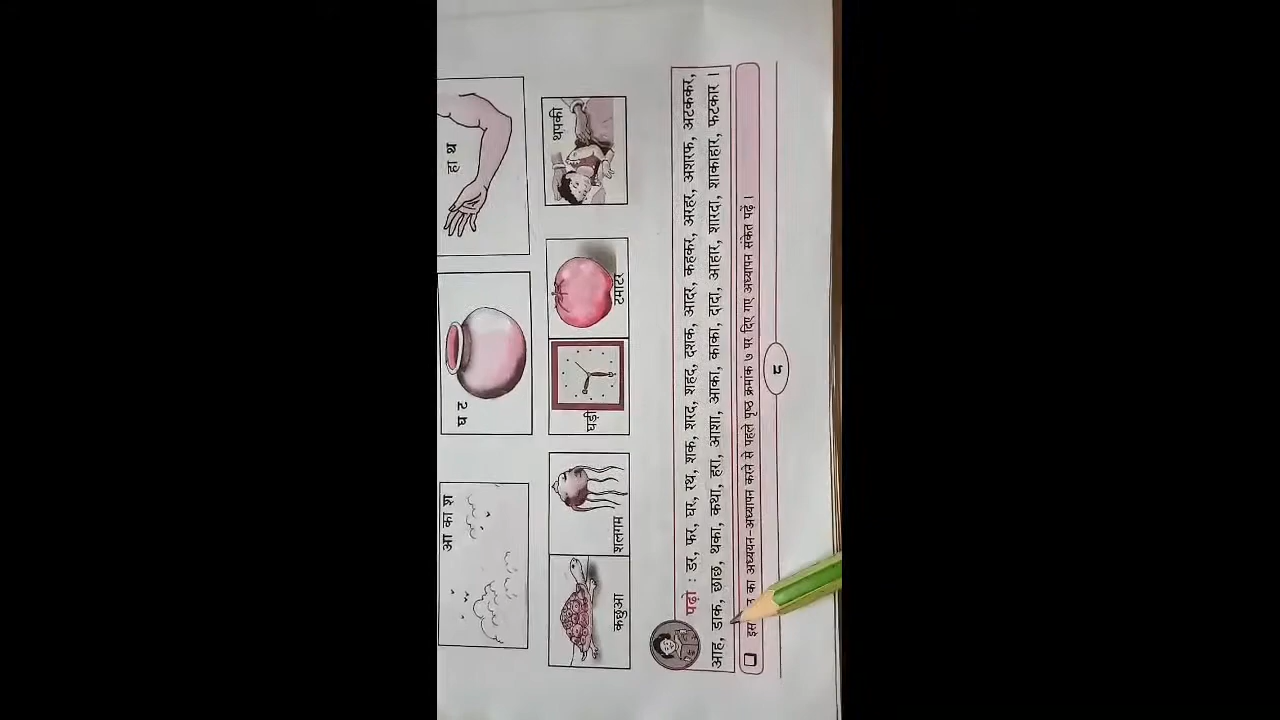 आ का श
घ ट
हा थ
कछुआ
शलगम
घड़ी
टमाटर
थपकी
पढ़ो : डर, फर, घर, रथ, शक, शरद, शहद, दशक, आदर, कहकर, अरहर, अशरफ, अटककर,
आह, डाक, छाछ, थका, कथा, हरा, आशा, आका, काका, दादा, आहार, शारदा, शाकाहार, फटकार ।
का अध्ययन-अध्यापन करने से पहले पृष्ठ क्रमांक ७ पर दिए गए अध्यापन संकेत पढ़ें ।
८